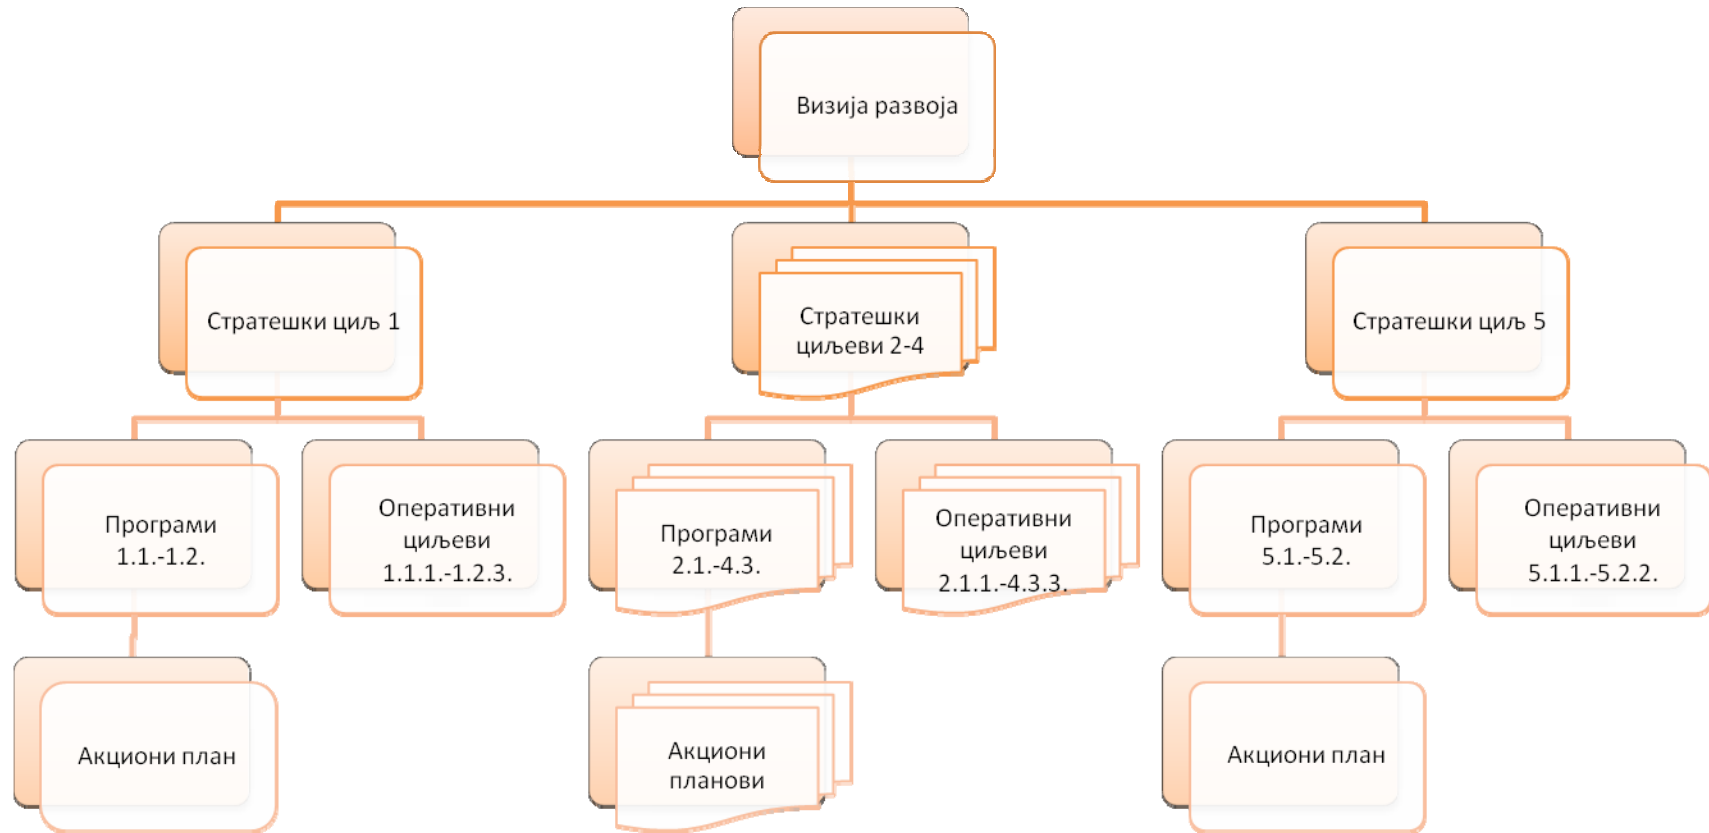 Визија развоја
Стратешки циљ 1
Стратешки
циљеви 2-4
Стратешки циљ 5
Програми
1.1.-1.2.
Оперативни
циљеви
1.1.1.-1.2.3.
Програми
2.1.-4.3.
Оперативни
циљеви
2.1.1.-4.3.3.
Програми
5.1.-5.2.
Оперативни
циљеви
5.1.1.-5.2.2.
Акциони план
Акциони
планови
Акциони план